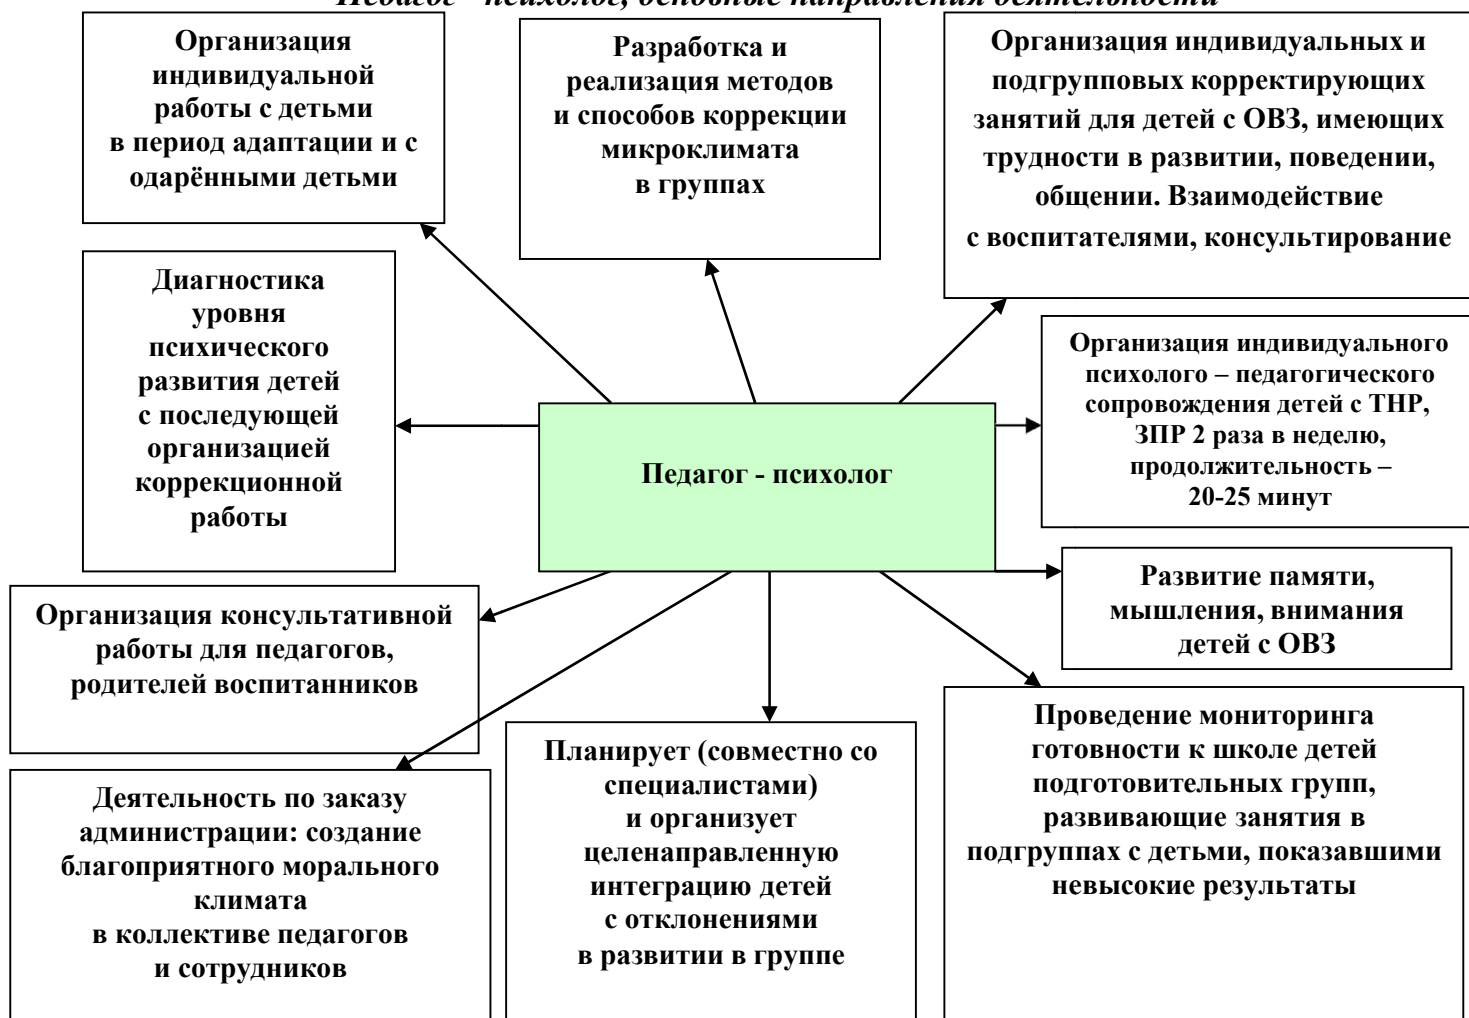 Педагог - психолог, основные направления деятельности
Организация
индивидуальной
работы с детьми
в период адаптации и с
одарёнными детьми
Разработка и
реализация методов
и способов коррекции
микроклимата
в группах
Организация индивидуальных и
подгрупповых корректирующих
занятий для детей с ОВЗ, имеющих
трудности в развитии, поведении,
общении. Взаимодействие
с воспитателями, консультирование
Диагностика
уровня
психического
развития детей
с последующей
организацией
коррекционной
работы
Организация индивидуального
психолого – педагогического
сопровождения детей с ТНР,
ЗПР 2 раза в неделю,
продолжительность –
20-25 минут
Педагог - психолог
Развитие памяти,
мышления, внимания
детей с ОВЗ
Организация консультативной
работы для педагогов,
родителей воспитанников
Деятельность по заказу
администрации: создание
благоприятного морального
климата
в коллективе педагогов
и сотрудников
Планирует (совместно со
специалистами)
и организует
целенаправленную
интеграцию детей
с отклонениями
в развитии в группе
Проведение мониторинга
готовности к школе детей
подготовительных групп,
развивающие занятия в
подгруппах с детьми, показавшими
невысокие результаты